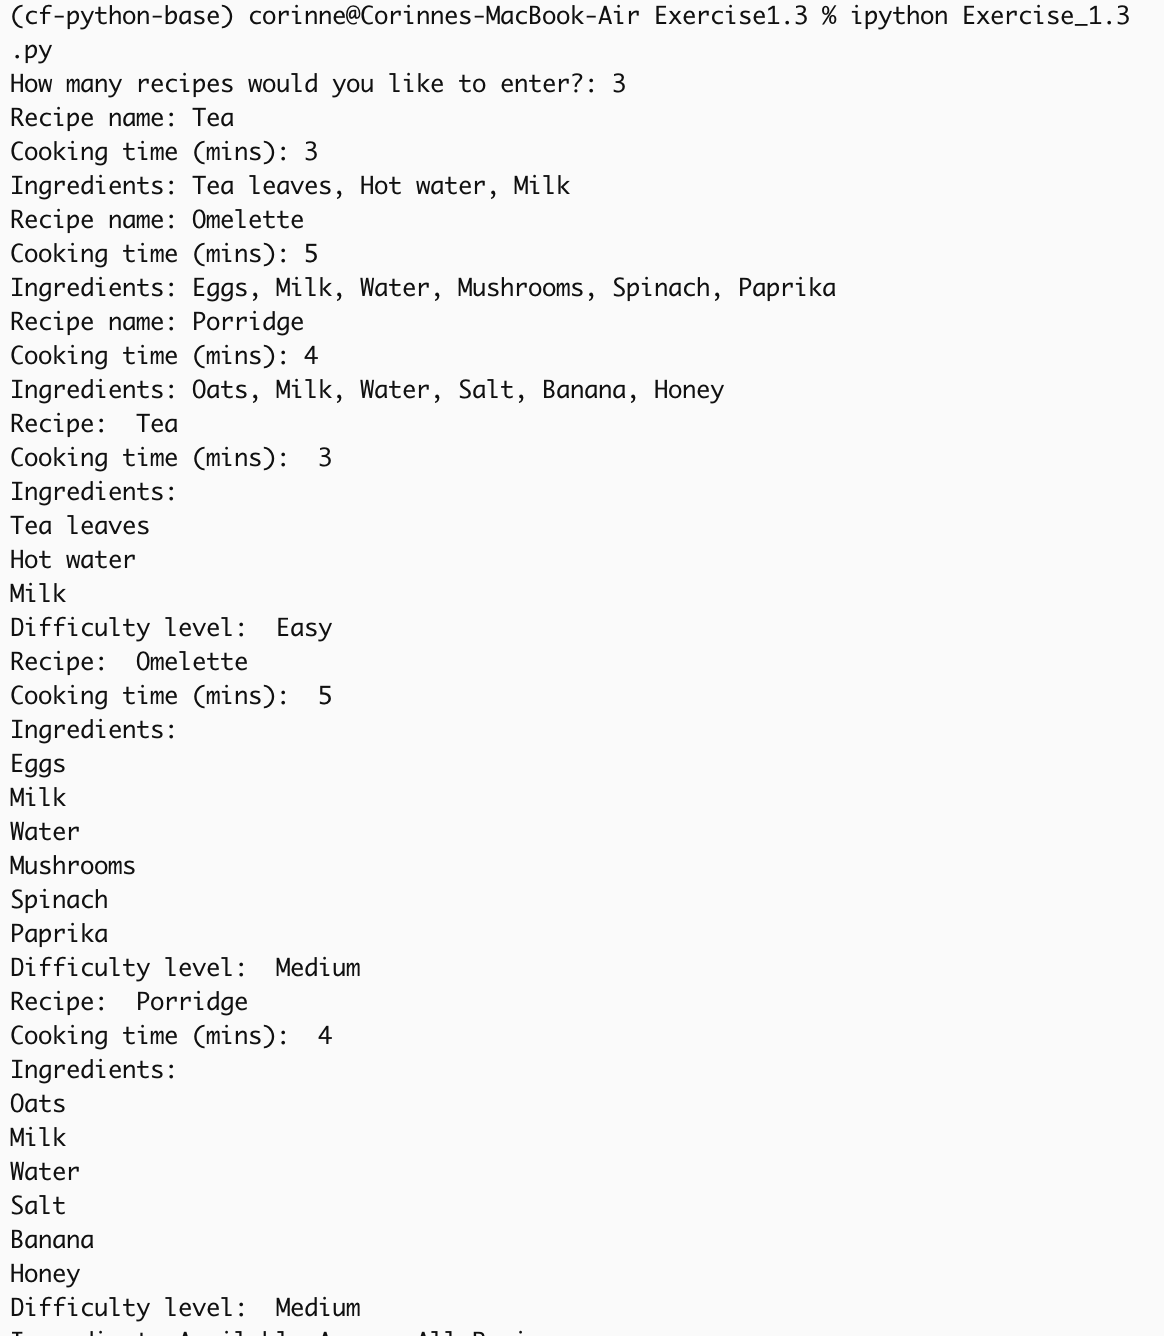 (cf-python-base) corinne@Corinnes-MacBook-Air Exercise1.3 % ipython Exercise_1.3
.py
How many recipes would you like to enter?: 3
Recipe name: Tea
Cooking time (mins): 3
Ingredients: Tea leaves, Hot water, Milk
Recipe name: Omelette
Cooking time (mins): 5
Ingredients: Eggs, Milk, Water, Mushrooms, Spinach, Paprika
Recipe name: Porridge
Cooking time (mins): 4
Ingredients: Oats, Milk, Water, Salt, Banana, Honey
Recipe:  Tea
Cooking time (mins):  3
Ingredients:
Tea leaves
Hot water
Milk
Difficulty level:  Easy
Recipe:  Omelette
Cooking time (mins):  5
Ingredients:
Eggs
Milk
Water
Mushrooms
Spinach
Paprika
Difficulty level:  Medium
Recipe:  Porridge
Cooking time (mins):  4
Ingredients:
Oats
Milk
Water
Salt
Banana
Honey
Difficulty level:  Medium